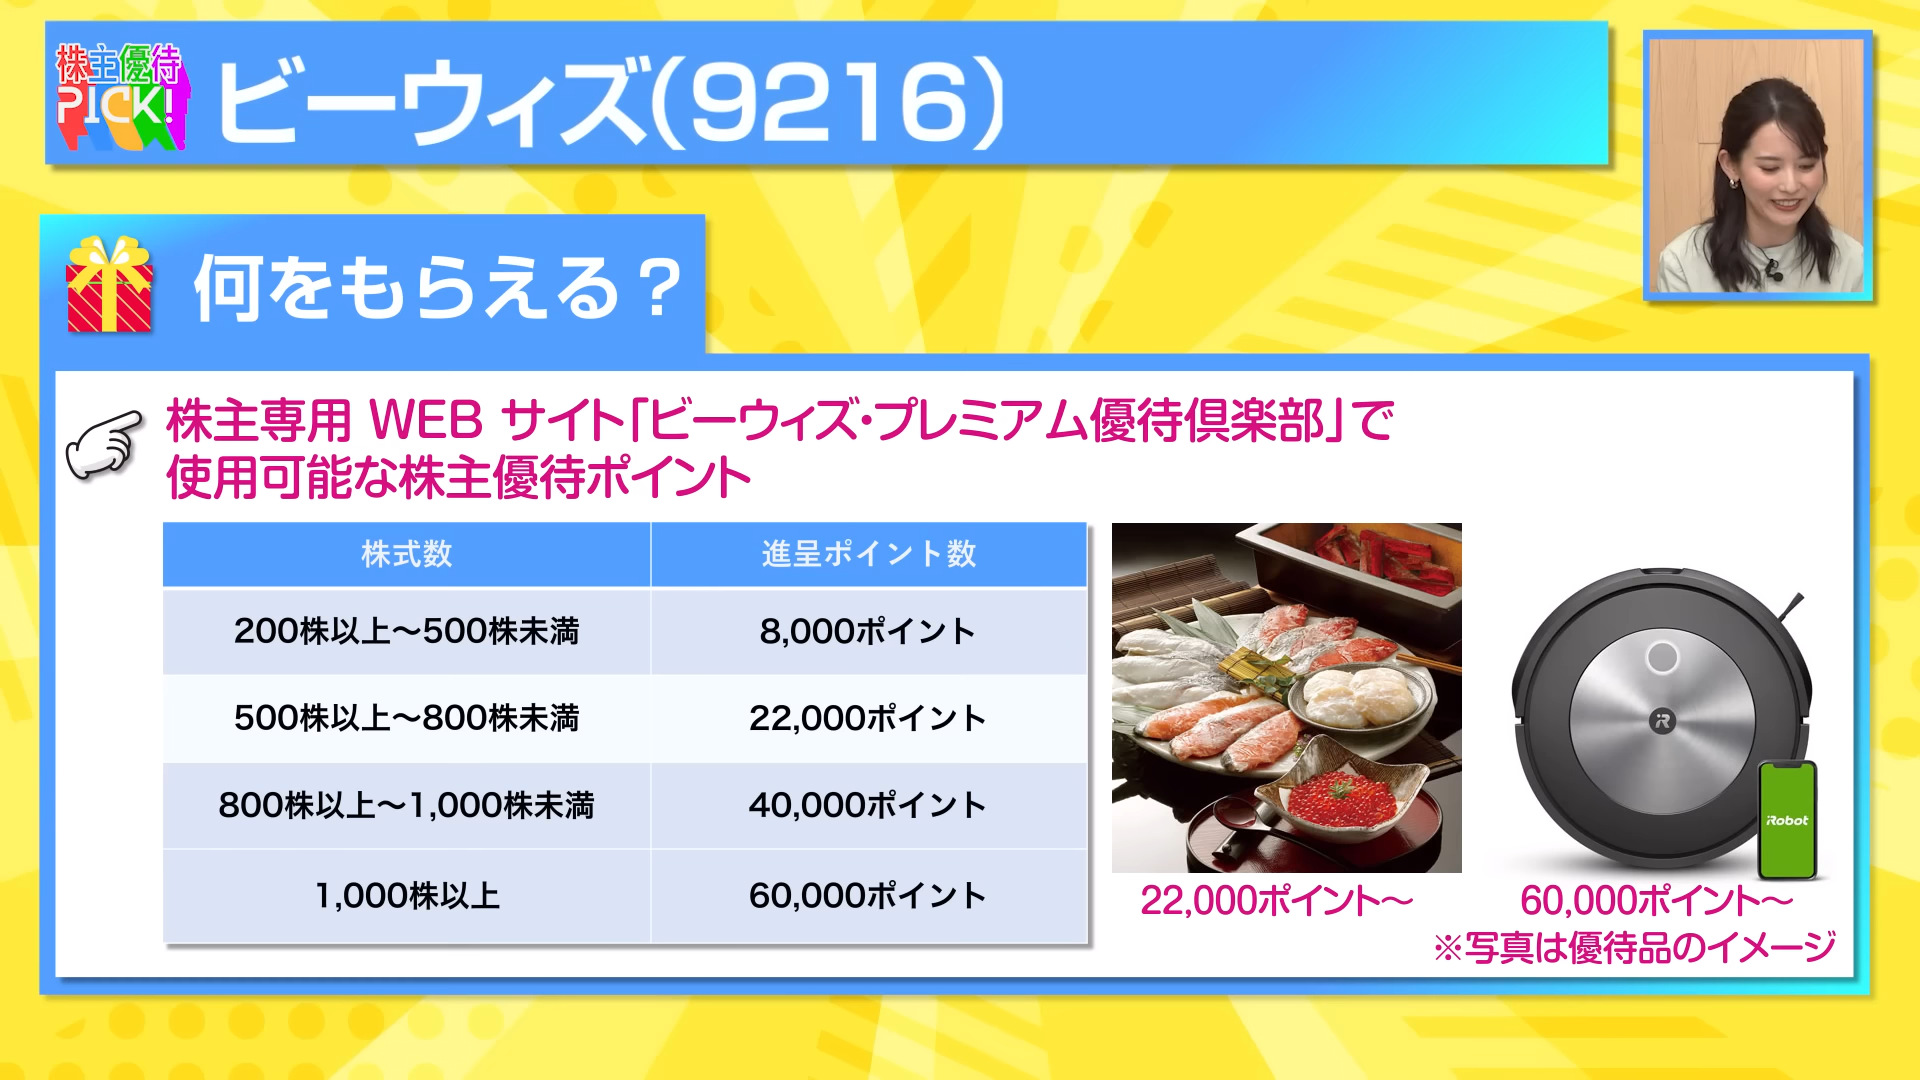 株主優待
PICK!
ビーウィズ(9216)
何をもらえる？
株主専用 WEB サイト「ビーウィズ・プレミアム優待倶楽部」で
使用可能な株主優待ポイント
株式数 進呈ポイント数
200株以上〜500株未満 8,000ポイント
500株以上〜800株未満 22,000ポイント
800株以上〜1,000株未満 40,000ポイント
1,000株以上 60,000ポイント
iRobot
22,000ポイント〜
60,000ポイント〜
※写真は優待品のイメージ